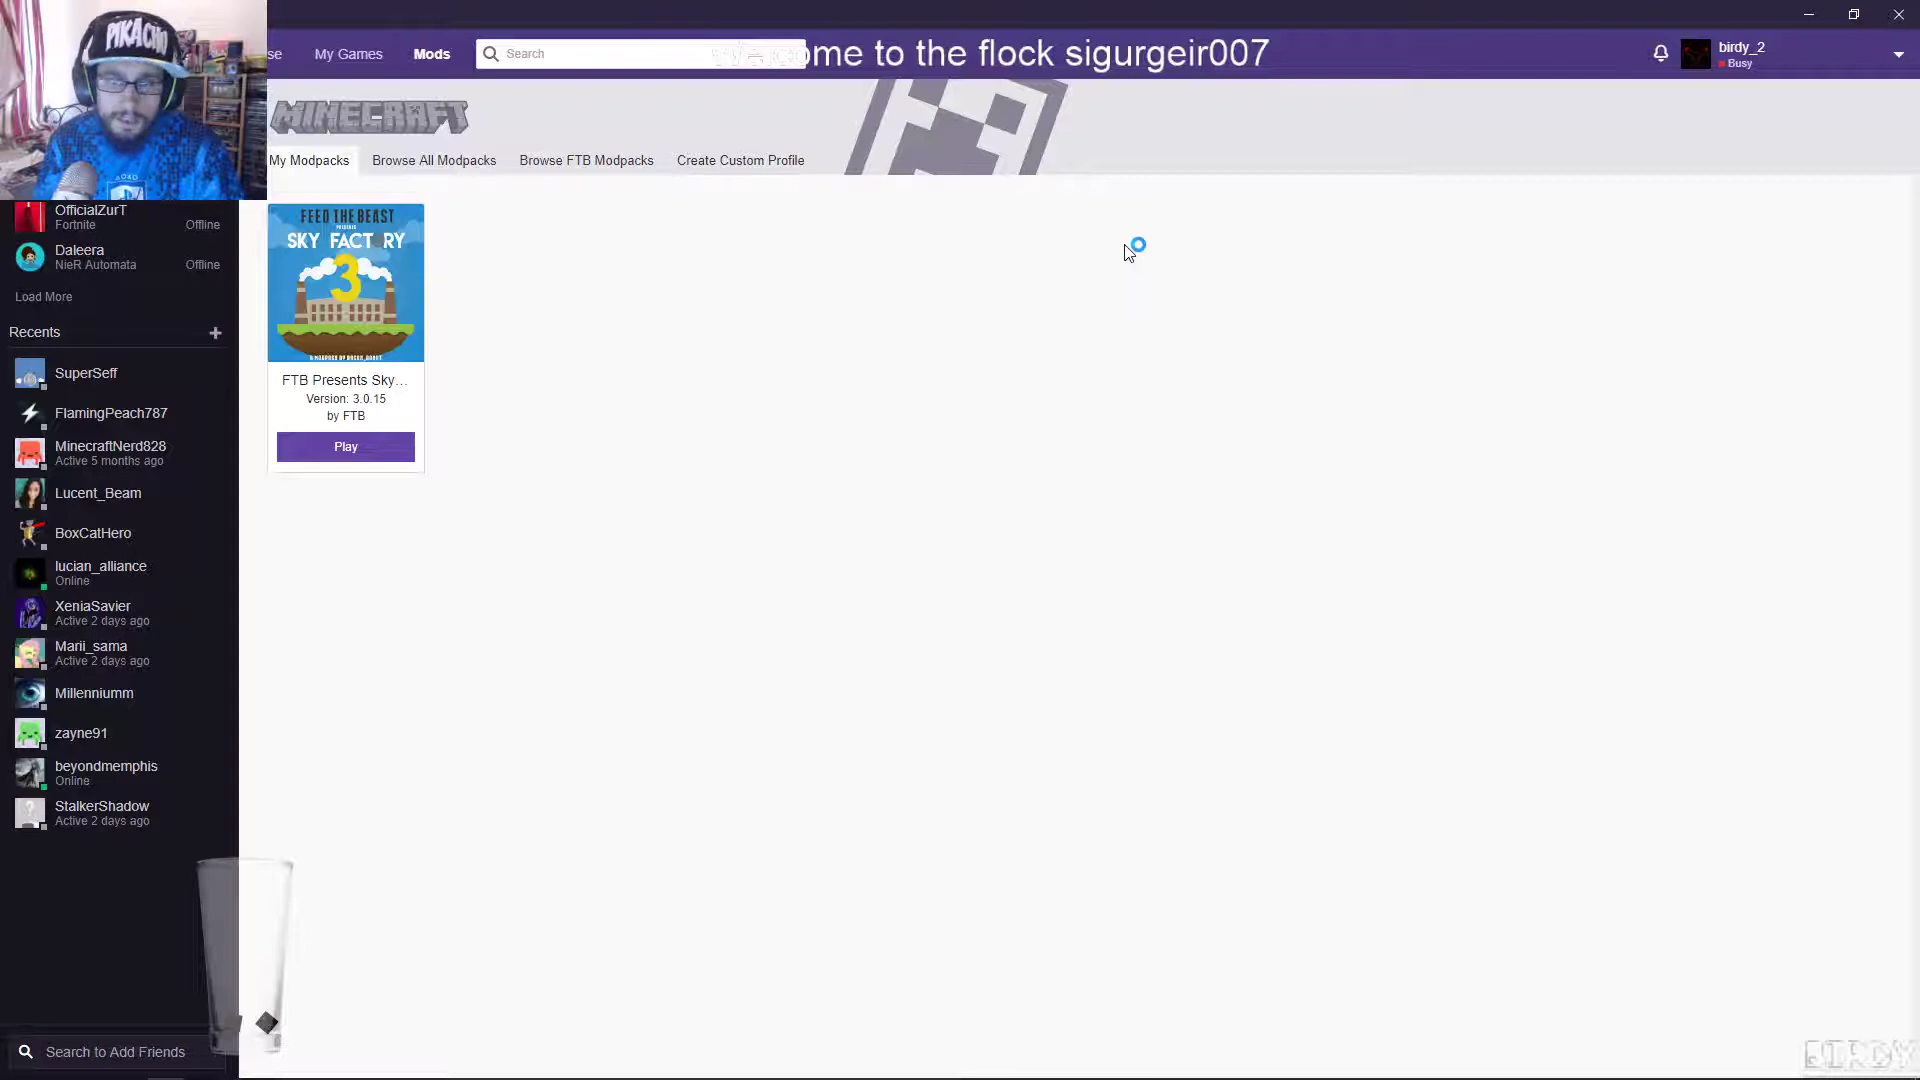 PIKACHU
se
My Games
Mods
Search
ome to the flock sigurgeir007
birdy_2
Busy
MINECRAFT
My Modpacks
Browse All Modpacks
Browse FTB Modpacks
Create Custom Profile
OfficialZurT
Fortnite
Offline
Daleera
NieR Automata
Offline
Load More
Recents
SuperSeff
FlamingPeach787
MinecraftNerd828
Active 5 months ago
Lucent_Beam
BoxCatHero
lucian_alliance
Online
XeniaSavier
Active 2 days ago
Marii_sama
Active 2 days ago
Millenniumm
zayne91
beyondmemphis
Online
StalkerShadow
Active 2 days ago
Search to Add Friends
FEED THE BEAST
PRESENTS
SKY FACT RY
3
FTB Presents Sky...
Version: 3.0.15
by FTB
Play
BIRDY